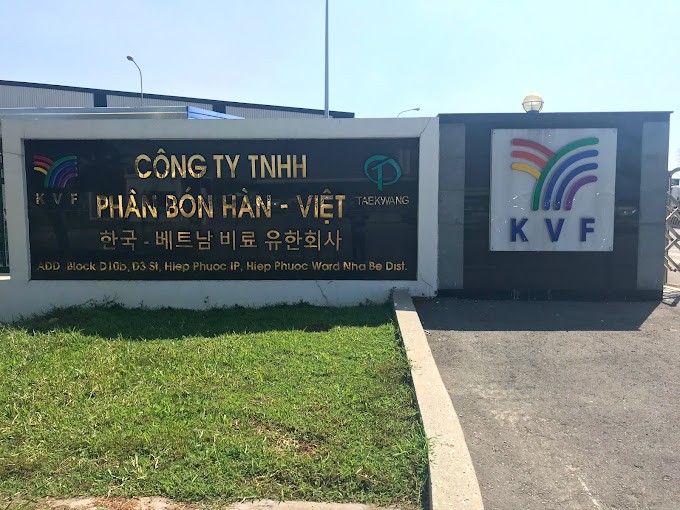 CÔNG TY TNHH
PHÂN BÓN HÀN - VIỆT
한국 - 베트남 비료 유한회사
ADD: Block D10b, D3 St, Hiep Phuoc IP, Hiep Phuoc Ward Nha Be Dist.
KVF
TAEKWANG
KVF